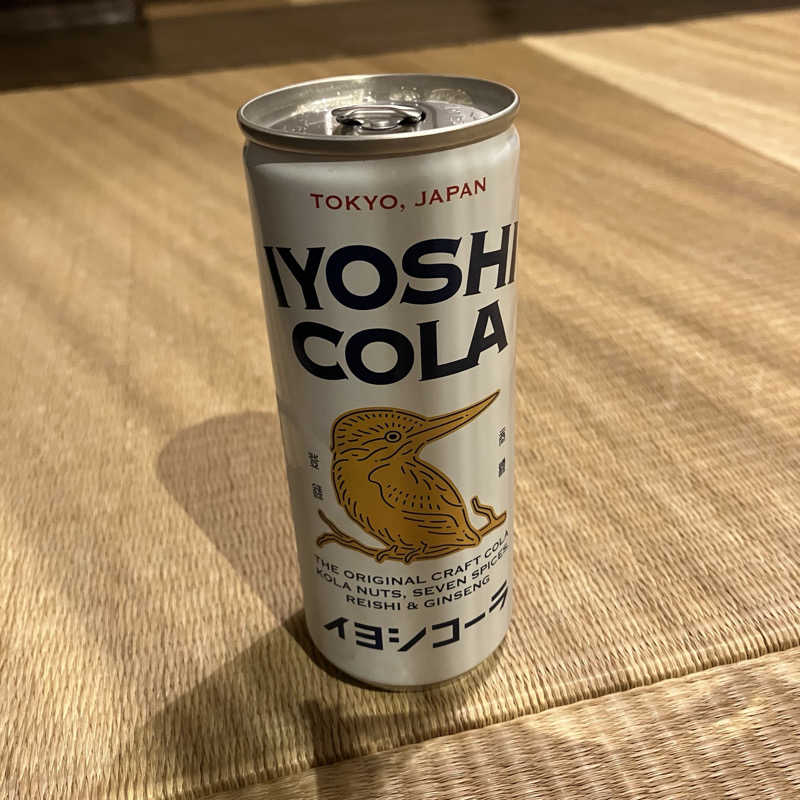 TOKYO, JAPAN
IYOSHI
COLA
THE ORIGINAL CRAFT COLA
KOLA NUTS, SEVEN SPICES,
REISHI & GINSENG
イヨシコーラ